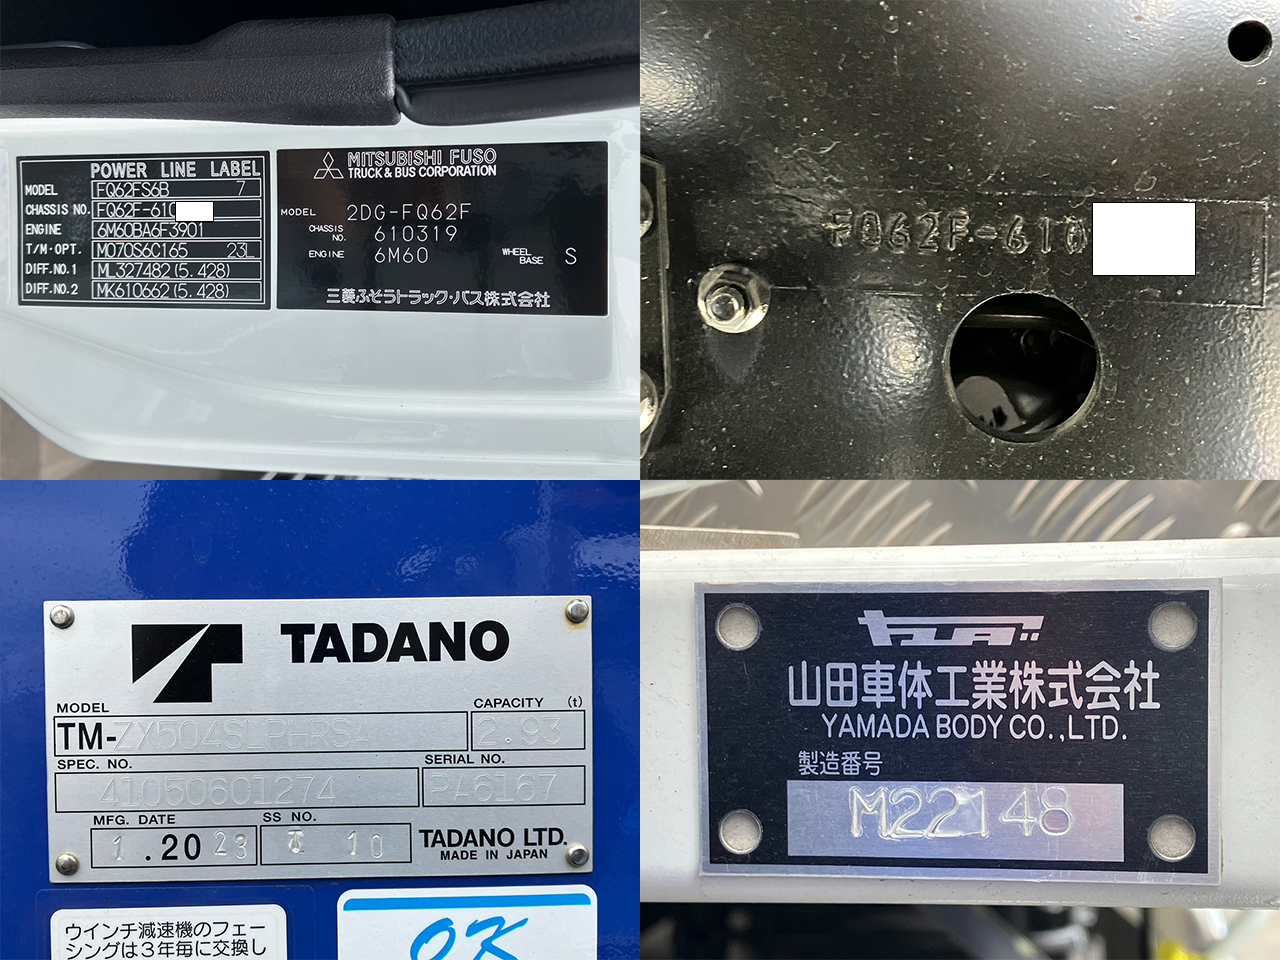 POWER LINE LABEL
MODEL FQ62FS6B 7
CHASSIS NO. FQ62F-610
ENGINE 6M60BA6F3901
T/M·OPT. M070S6C165 23L
DIFF.NO.1 ML327482(5.428)
DIFF.NO.2 MK610662(5.428)
MITSUBISHI FUSO
TRUCK & BUS CORPORATION
MODEL 2DG-FQ62F
CHASSIS NO. 610319
ENGINE 6M60 WHEEL BASE S
三菱ふそうトラック・バス株式会社
FQ62F-610
TADANO
MODEL CAPACITY (t)
TM-ZX504SLPHRSA 2.93
SPEC. NO. SERIAL NO.
41050601274 PA6167
MFG. DATE SS NO.
1 .20 23 T 10
TADANO LTD.
MADE IN JAPAN
ウインチ減速機のフェー
シングは3年毎に交換し
OK
山田車体工業株式会社
YAMADA BODY CO.,LTD.
製造番号
M22148